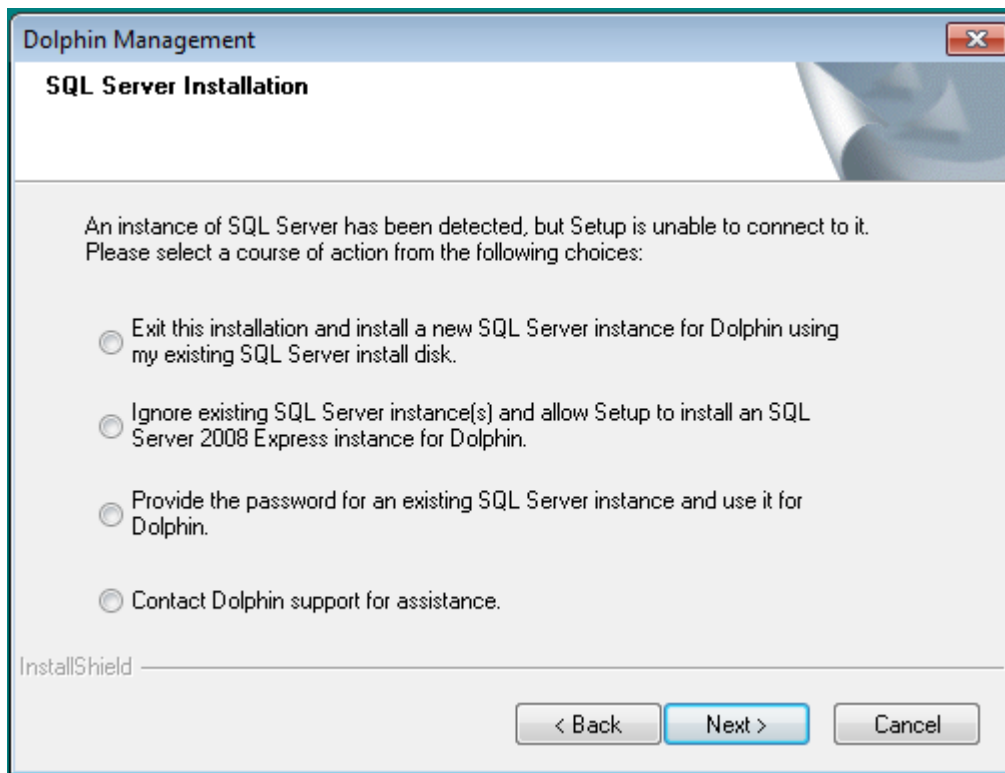 Dolphin Management
SQL Server Installation
An instance of SQL Server has been detected, but Setup is unable to connect to it.
Please select a course of action from the following choices:
Exit this installation and install a new SQL Server instance for Dolphin using
my existing SQL Server install disk.
Ignore existing SQL Server instance(s) and allow Setup to install an SQL
Server 2008 Express instance for Dolphin.
Provide the password for an existing SQL Server instance and use it for
Dolphin.
Contact Dolphin support for assistance.
InstallShield
< Back
Next >
Cancel